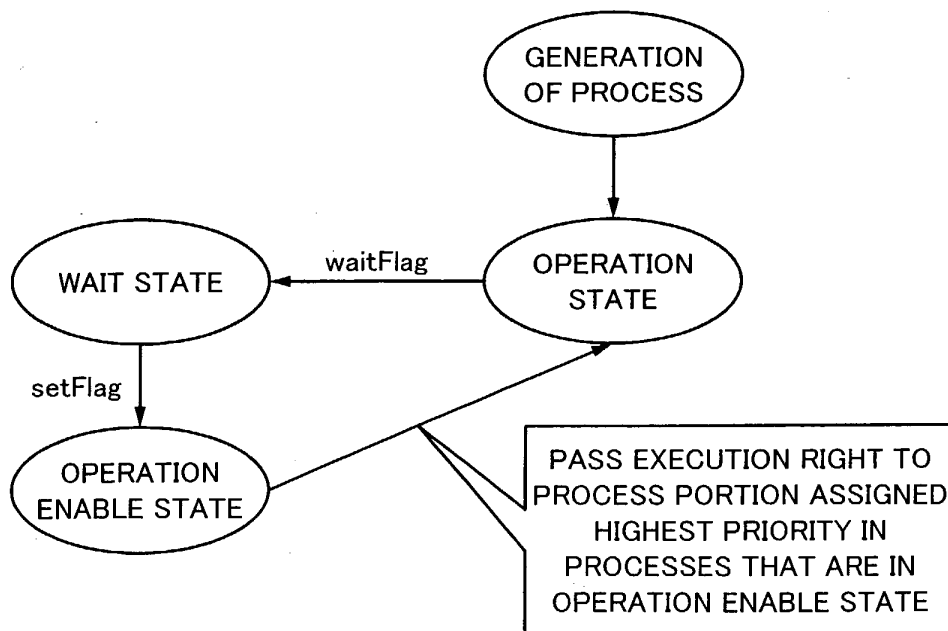 GENERATION
OF PROCESS
waitFlag
WAIT STATE
OPERATION
STATE
setFlag
OPERATION
ENABLE STATE
PASS EXECUTION RIGHT TO
PROCESS PORTION ASSIGNED
HIGHEST PRIORITY IN
PROCESSES THAT ARE IN
OPERATION ENABLE STATE